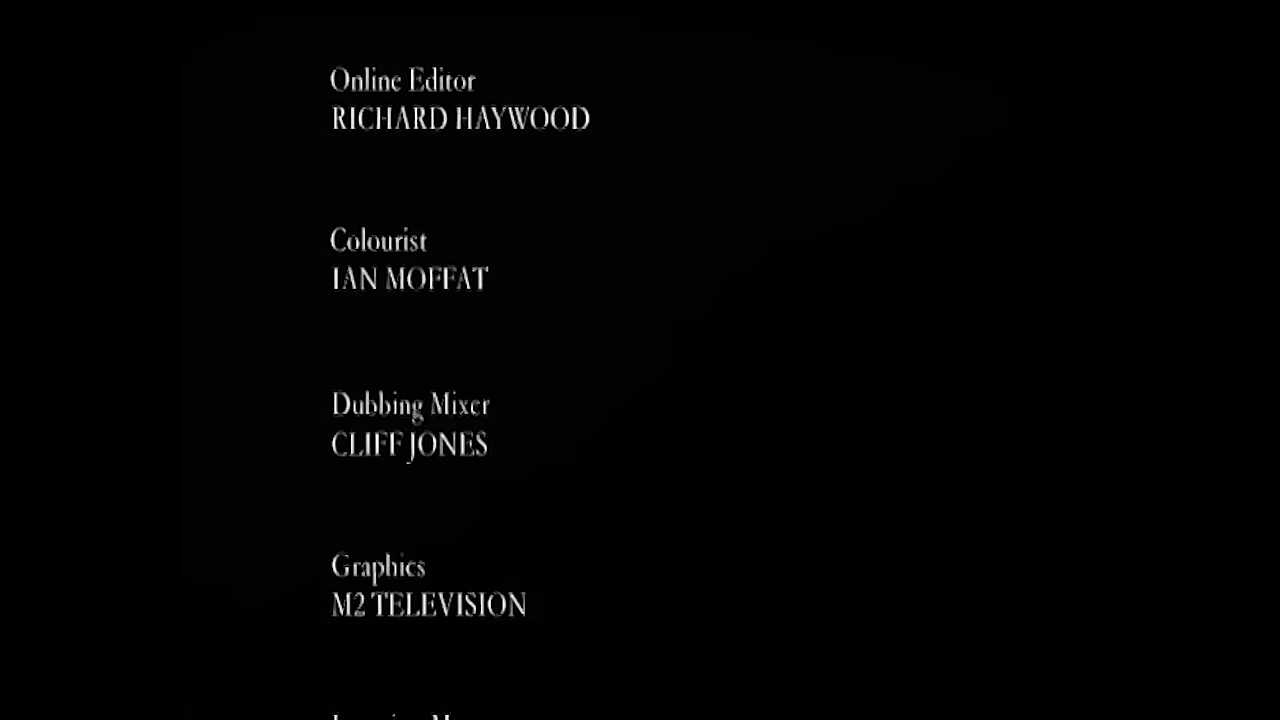 Online Editor
RICHARD HAYWOOD
Colourist
IAN MOFFAT
Dubbing Mixer
CLIFF JONES
Graphics
M2 TELEVISION